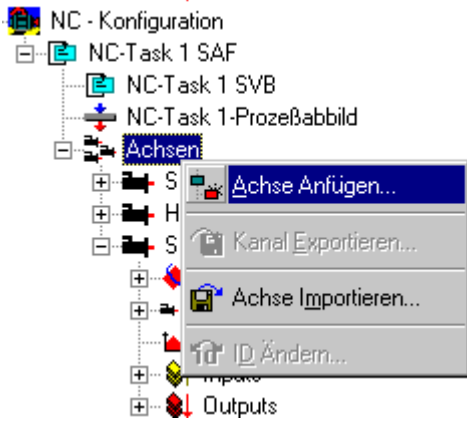 NC - Konfiguration
NC-Task 1 SAF
NC-Task 1 SVB
NC-Task 1-Prozeßabbild
Achsen
S
Achse Anfügen...
H
S
Kanal Exportieren...
Achse Importieren...
ID Ändern...
Inputs
Outputs